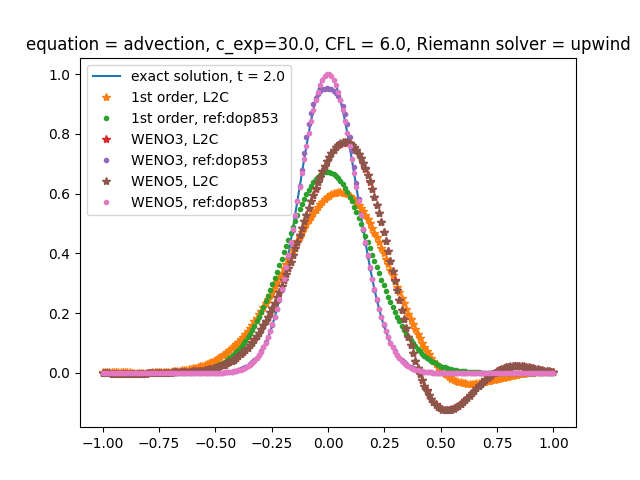 equation = advection, c_exp=30.0, CFL = 6.0, Riemann solver = upwind
exact solution, t = 2.0
1st order, L2C
1st order, ref:dop853
WENO3, L2C
WENO3, ref:dop853
WENO5, L2C
WENO5, ref:dop853
1.0
0.8
0.6
0.4
0.2
0.0
−1.00 −0.75 −0.50 −0.25 0.00 0.25 0.50 0.75 1.00